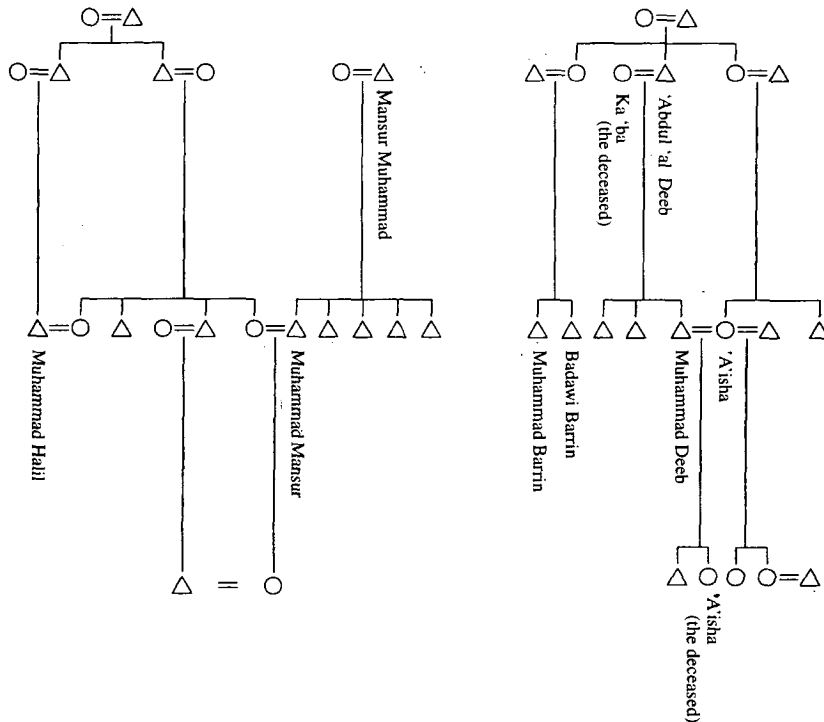 Mansur Muhammad
'Abdul 'al Deeb
Ka 'ba
(the deceased)
Muhammad Halil
Muhammad Mansur
Muhammad Barrin
Badawi Barrin
Muhammad Deeb
'A'isha
'A'isha
(the deceased)